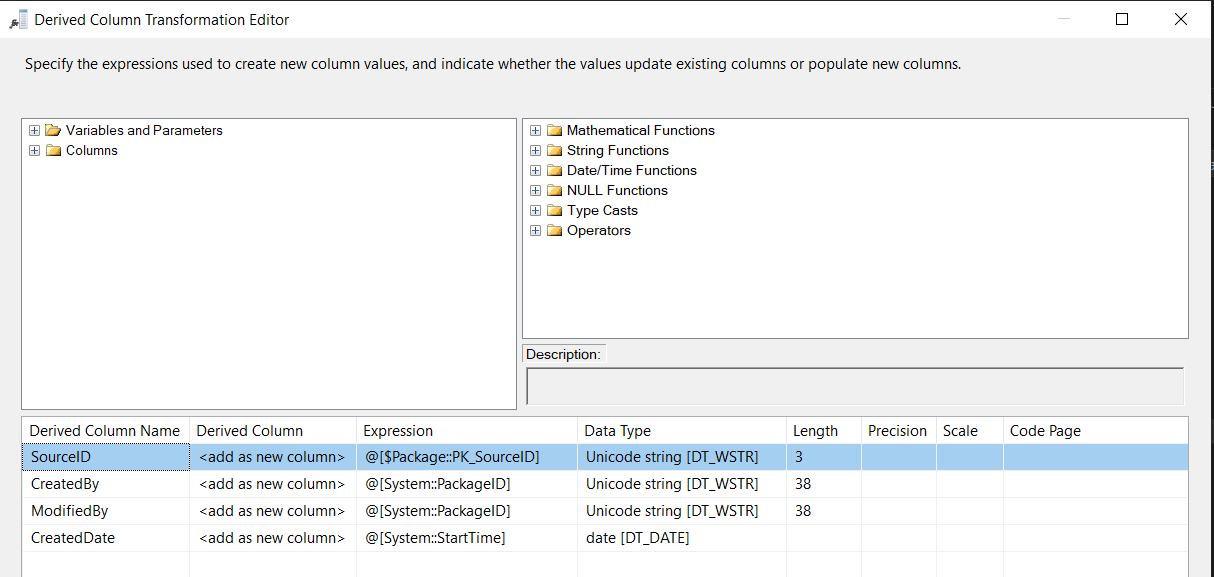 Derived Column Transformation Editor
Specify the expressions used to create new column values, and indicate whether the values update existing columns or populate new columns.
Variables and Parameters
Columns
Mathematical Functions
String Functions
Date/Time Functions
NULL Functions
Type Casts
Operators
Description:
Derived Column Name Derived Column Expression Data Type Length Precision Scale Code Page
SourceID <add as new column> @[$Package::PK_SourceID] Unicode string [DT_WSTR] 3
CreatedBy <add as new column> @[System::PackageID] Unicode string [DT_WSTR] 38
ModifiedBy <add as new column> @[System::PackageID] Unicode string [DT_WSTR] 38
CreatedDate <add as new column> @[System::StartTime] date [DT_DATE]